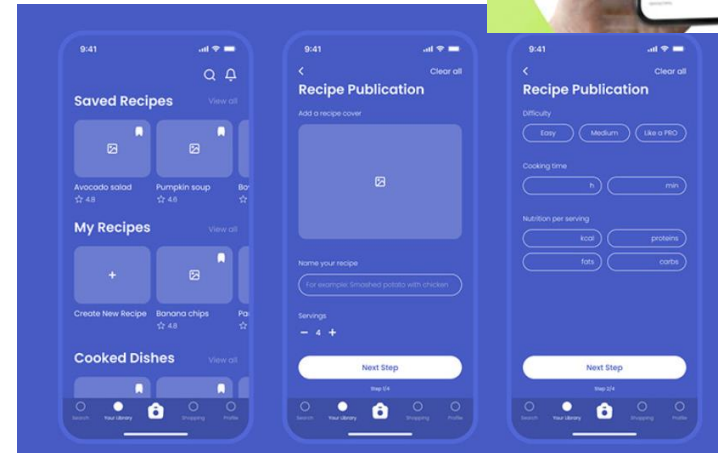 9:41
Saved Recipes
View all
Avocado salad
Pumpkin soup
Bo
4.8
4.6
My Recipes
View all
Create New Recipe
Banana chips
Pa
4.8
Cooked Dishes
View all
Search
Your Library
Shopping
Profile
9:41
Clear all
Recipe Publication
Add a recipe cover
Name your recipe
For example: Smashed potato with chicken
Servings
4
Next Step
Step 1/4
Search
Your Library
Shopping
Profile
9:41
Clear all
Recipe Publication
Difficulty
Easy
Medium
Like a PRO
Cooking time
h
min
Nutrition per serving
kcal
proteins
fats
carbs
Next Step
Step 2/4
Search
Your Library
Shopping
Profile